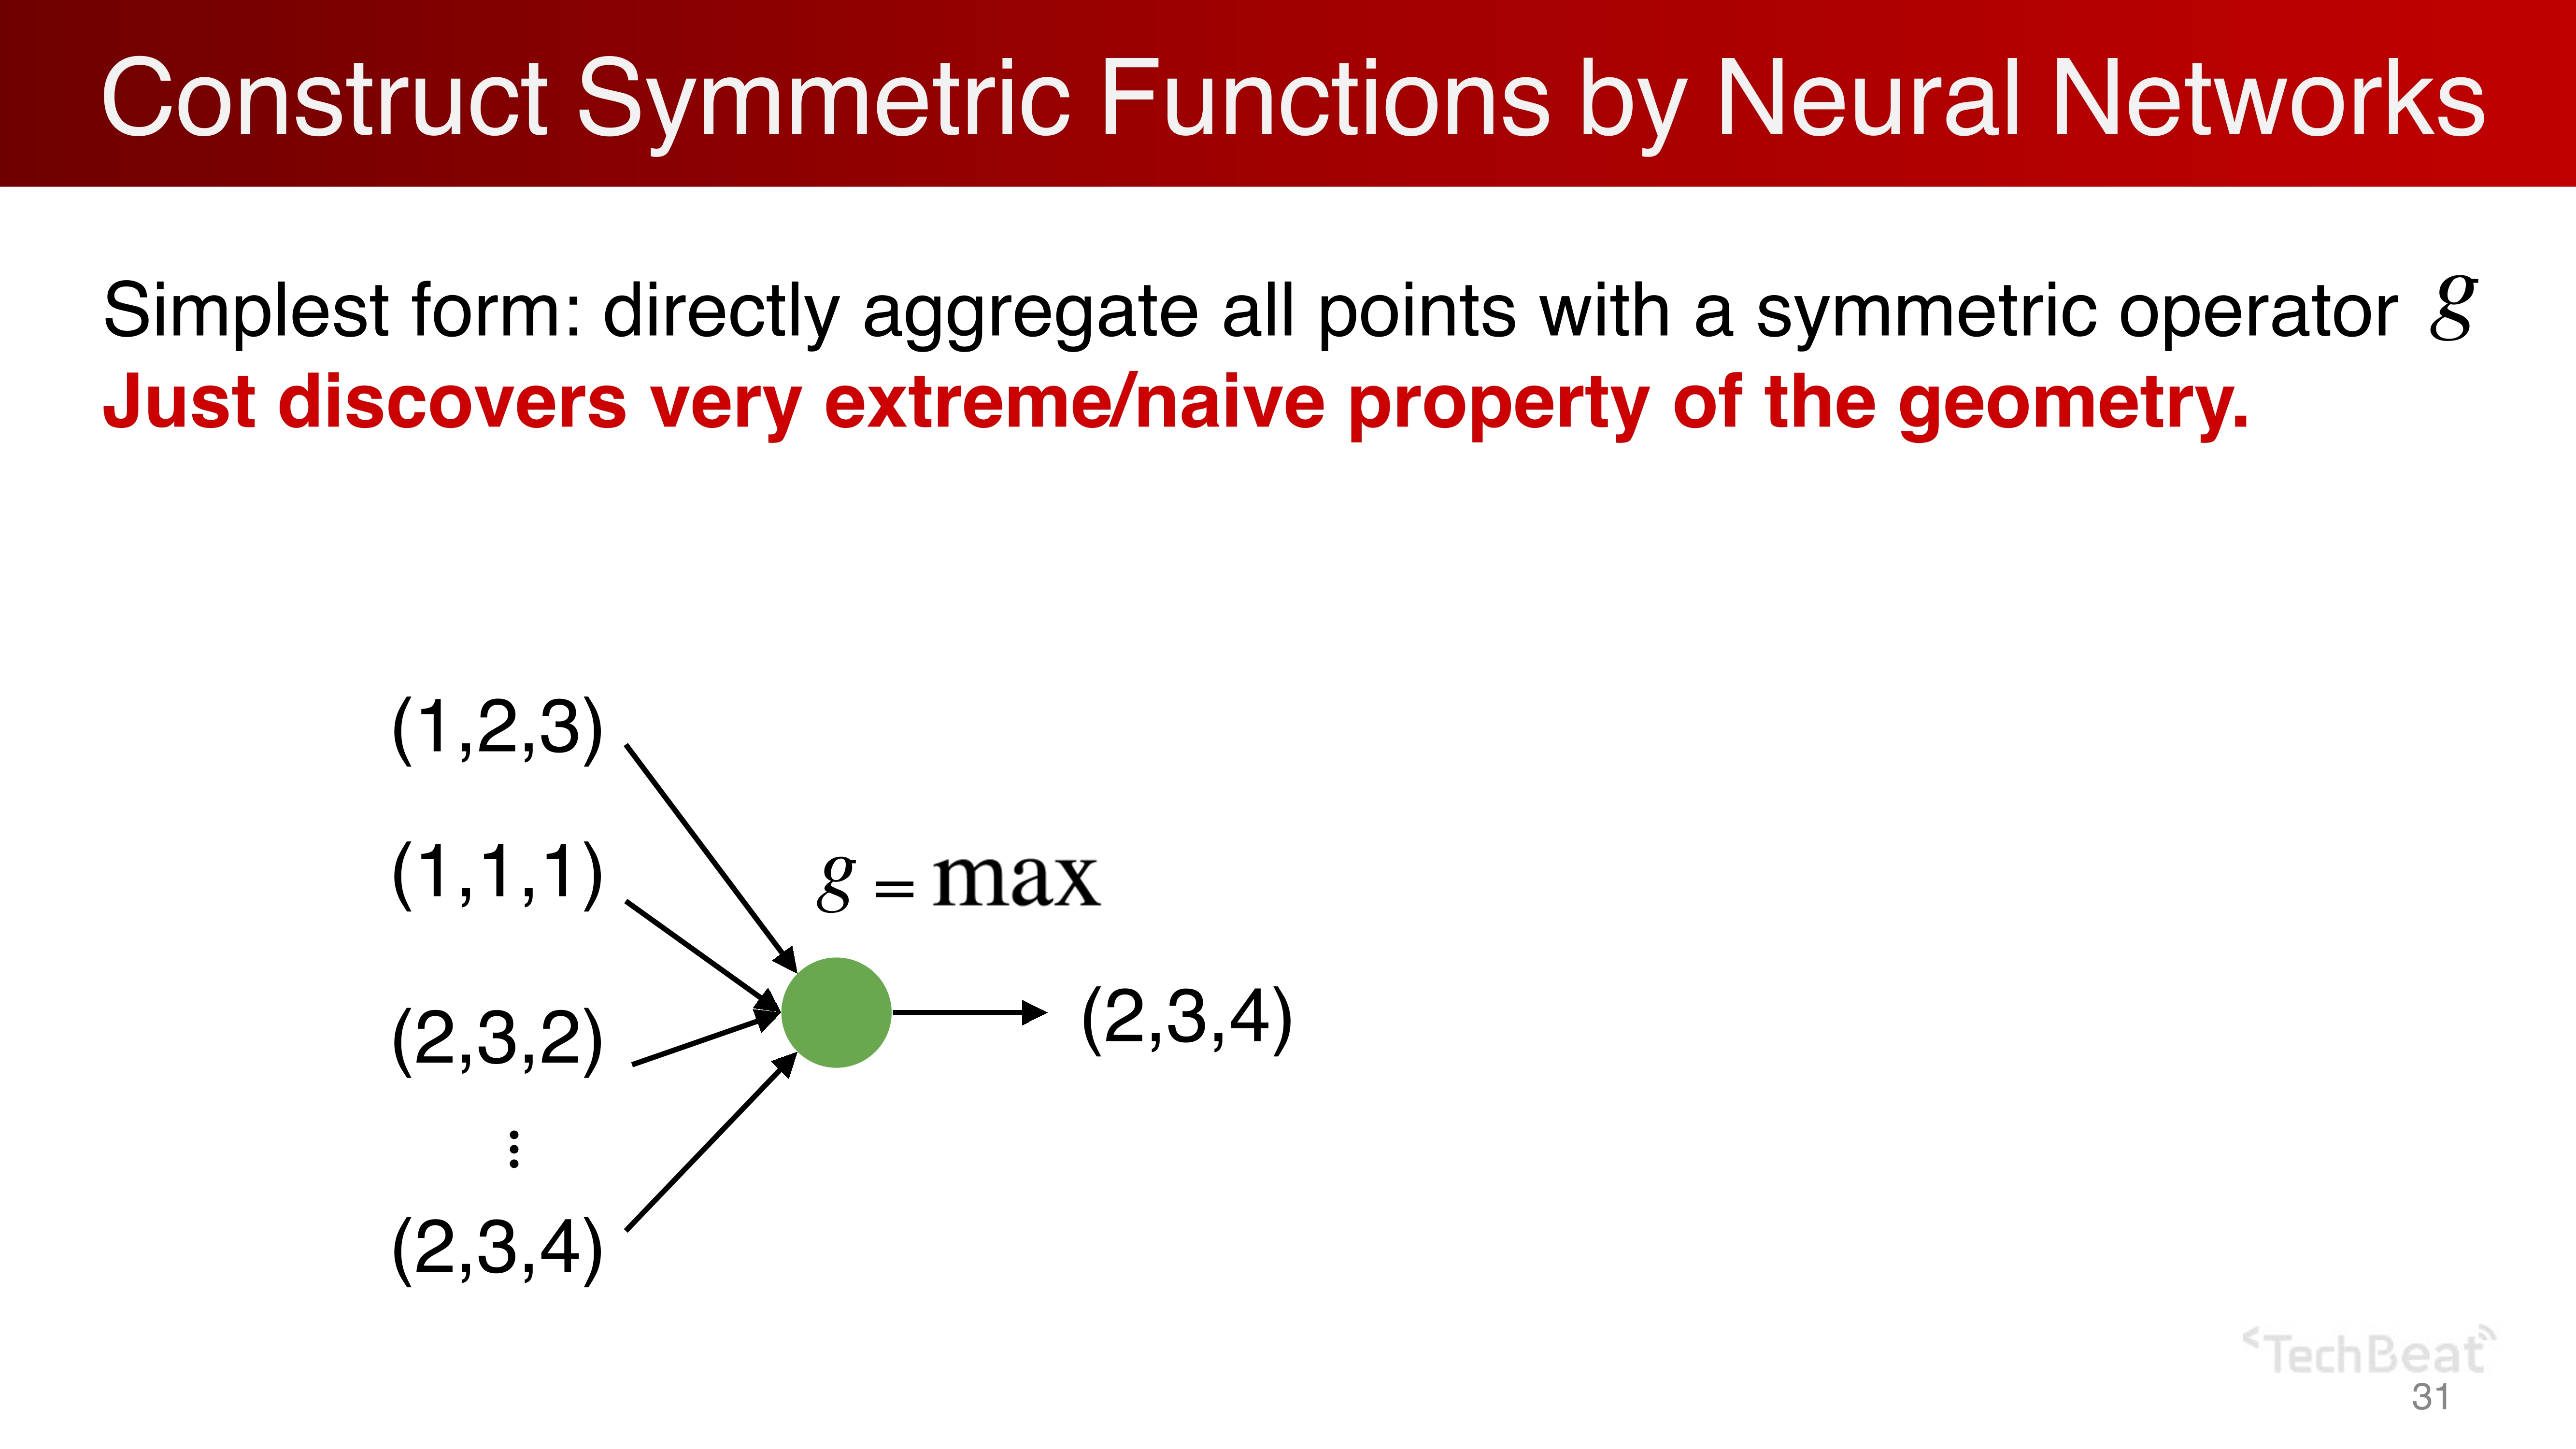 Construct Symmetric Functions by Neural Networks
Simplest form: directly aggregate all points with a symmetric operator g
Just discovers very extreme/naive property of the geometry.
(1,2,3)
(1,1,1)
g = max
(2,3,2)
(2,3,4)
⋮
(2,3,4)
<TechBeat
31